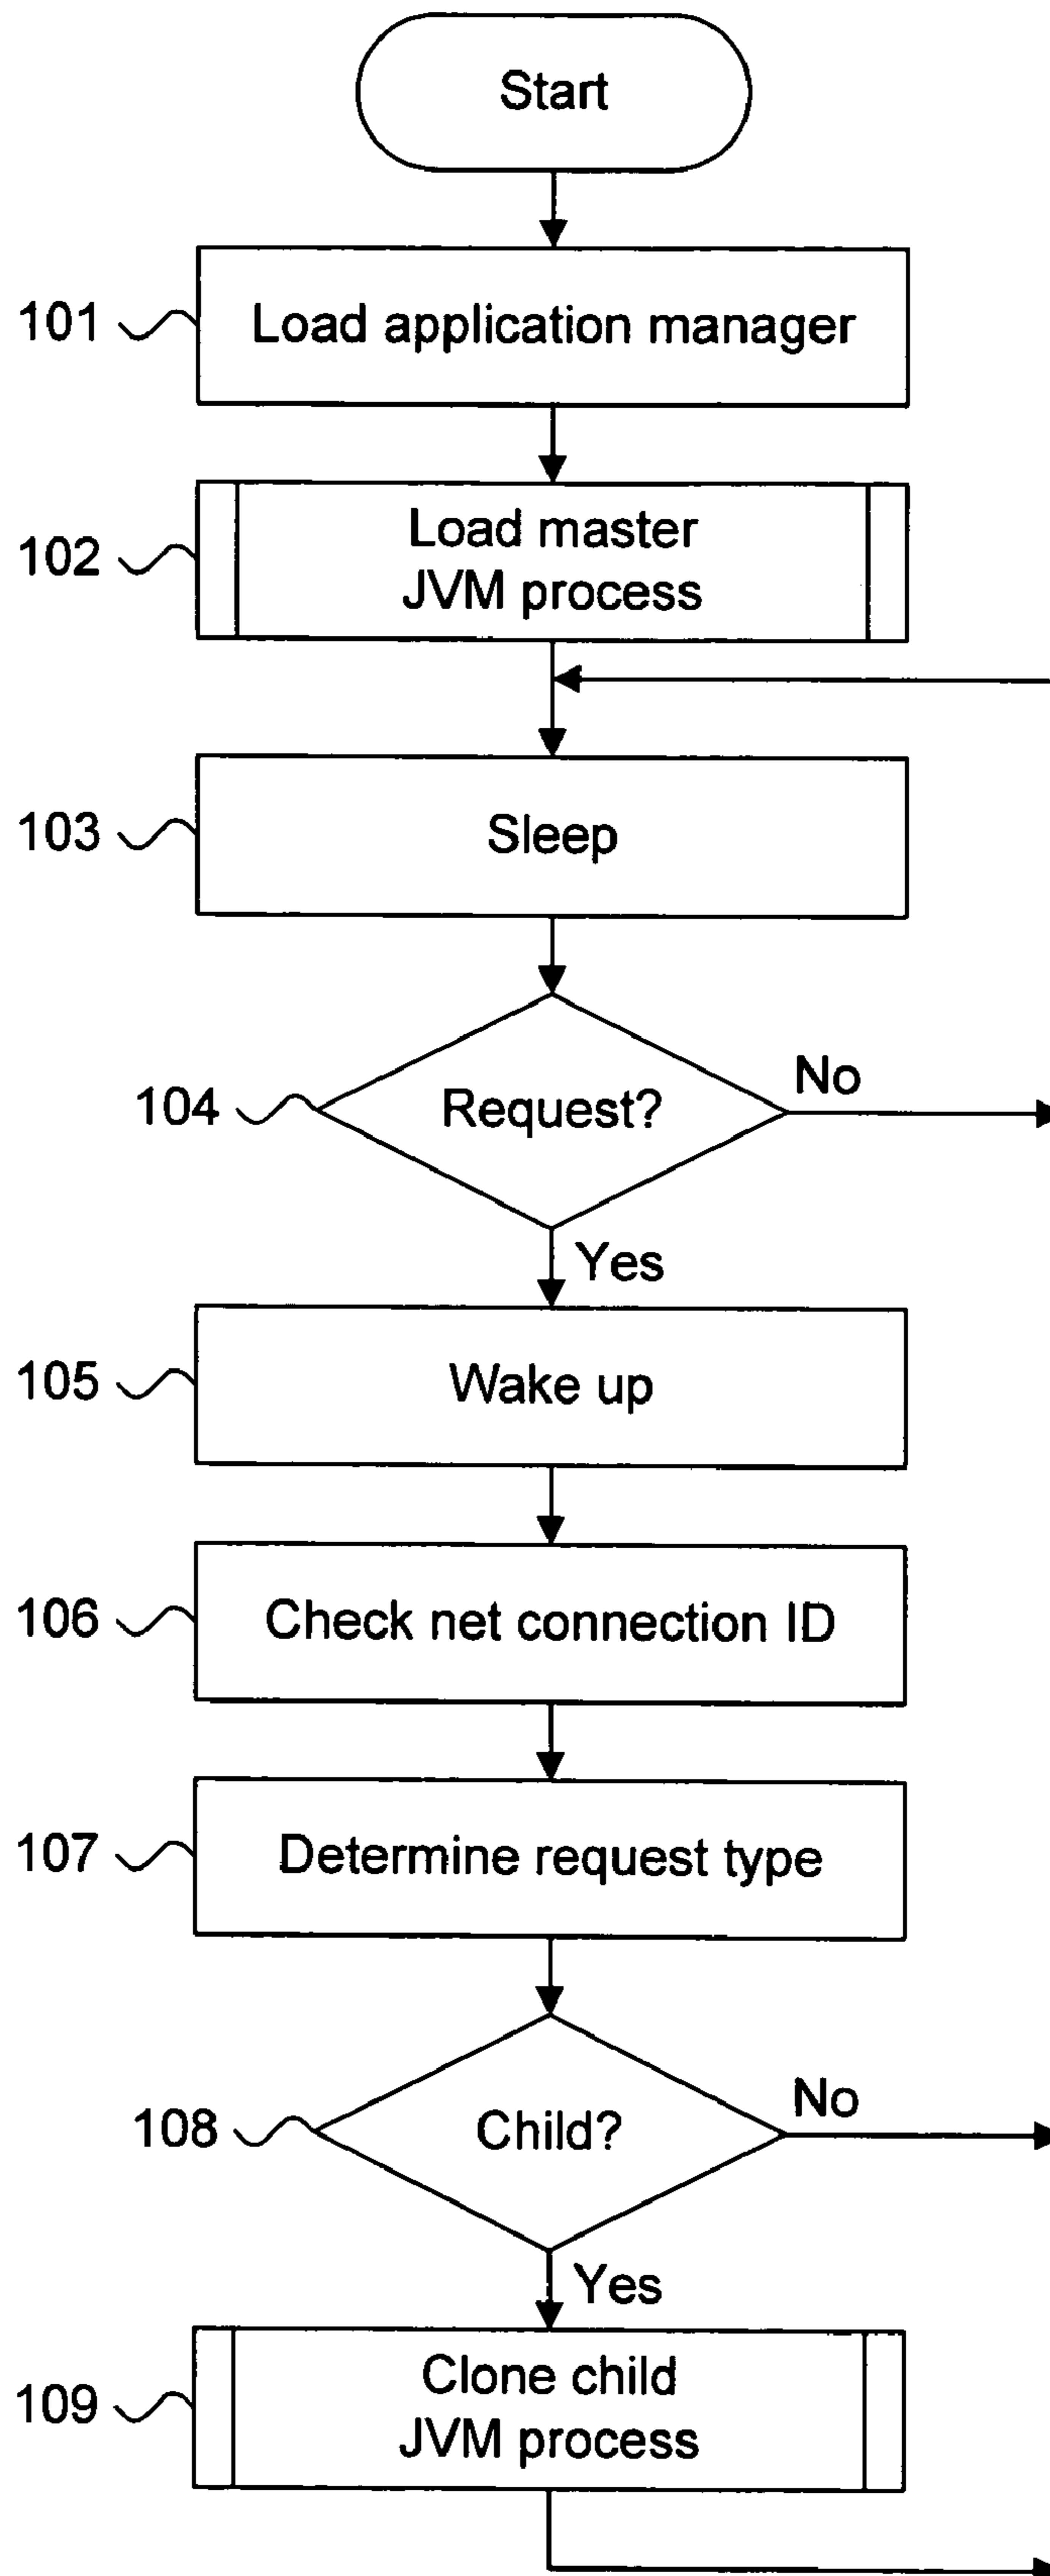 Start
101
Load application manager
102
Load master
JVM process
103
Sleep
104
Request?
No
Yes
105
Wake up
106
Check net connection ID
107
Determine request type
108
Child?
No
Yes
109
Clone child
JVM process